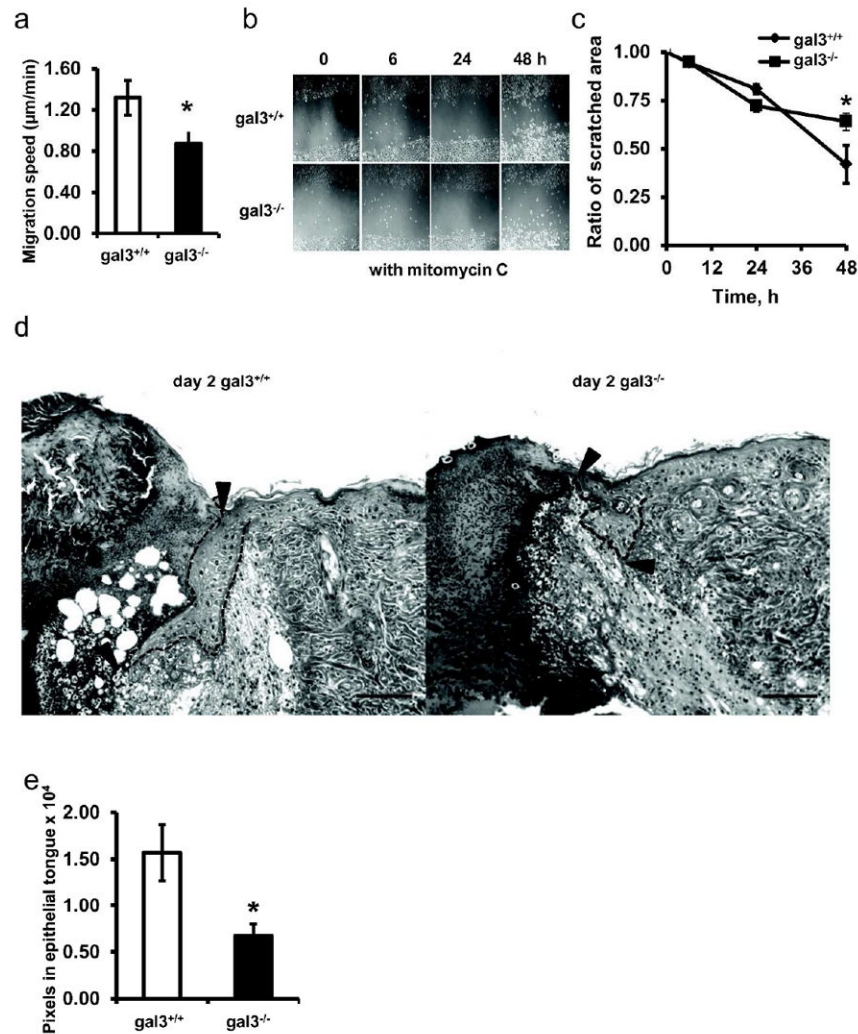 a
Migration speed (µm/min)
1.60
1.20
0.80
0.40
0.00
*
gal3+/+ gal3-/-
b
0 6 24 48 h
gal3+/+
gal3-/-
with mitomycin C
c
Ratio of scratched area
1.00
0.75
0.50
0.25
0.00
gal3+/+
gal3-/-
*
0 12 24 36 48
Time, h
d
day 2 gal3+/+ day 2 gal3-/-
e
Pixels in epithelial tongue x 10⁴
2.00
1.50
1.00
0.50
0.00
*
gal3+/+ gal3-/-